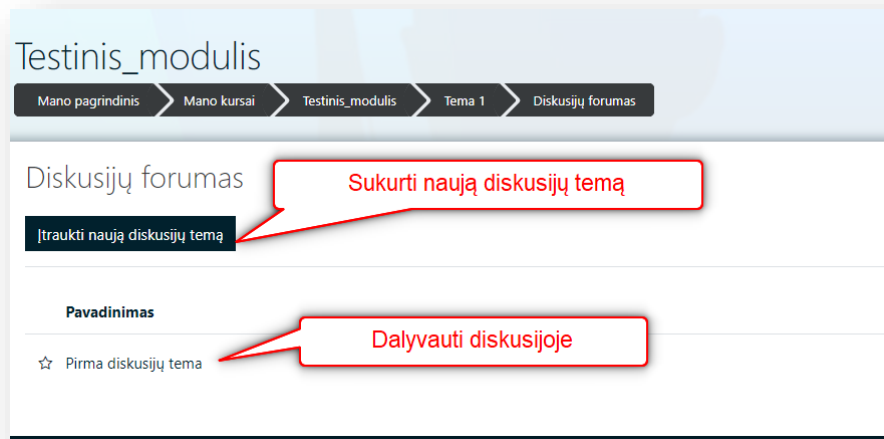 Testinis_modulis
Mano pagrindinis Mano kursai Testinis_modulis Tema 1 Diskusijų forumas
Diskusijų forumas
Sukurti naują diskusijų temą
Įtraukti naują diskusijų temą
Pavadinimas
Dalyvauti diskusijoje
Pirma diskusijų tema